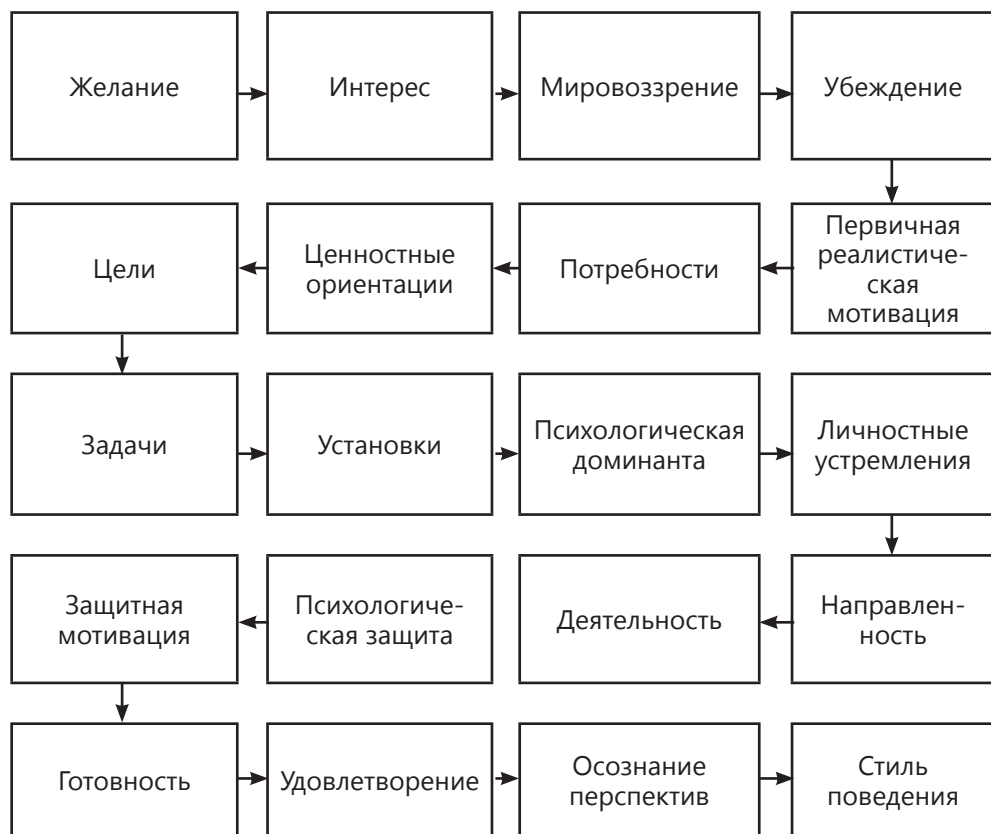 Желание
Интерес
Мировоззрение
Убеждение
Цели
Ценностные
ориентации
Потребности
Первичная
реалистиче-
ская
мотивация
Задачи
Установки
Психологическая
доминанта
Личностные
устремления
Защитная
мотивация
Психологиче-
ская защита
Деятельность
Направлен-
ность
Готовность
Удовлетворение
Осознание
перспектив
Стиль
поведения